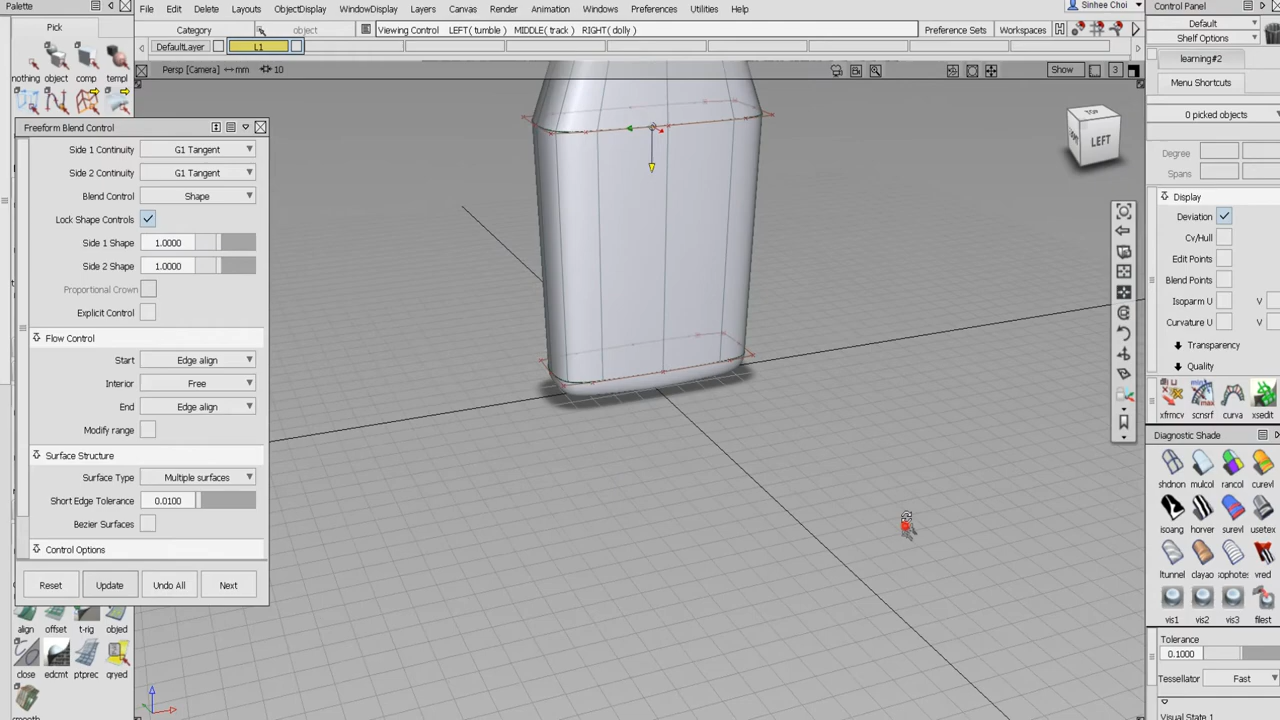 Palette
Edit Delete Layouts ObjectDisplay WindowDisplay Layers Canvas Render Animation Windows Preferences Utilities Help
Sinhee Choi
Control Panel
Pick
Category
object
Viewing Control LEFT( tumble ) MIDDLE( track ) RIGHT( dolly )
Preference Sets
Workspaces
Default
Shelf Options
DefaultLayer
L1
learning#2
nothing object comp templ
Persp [Camera] ↔mm 10
Show
3
Menu Shortcuts
0 picked objects
Freeform Blend Control
Side 1 Continuity G1 Tangent
Side 2 Continuity G1 Tangent
Blend Control Shape
Lock Shape Controls
Side 1 Shape 1.0000
Side 2 Shape 1.0000
Proportional Crown
Explicit Control
Flow Control
Start Edge align
Interior Free
End Edge align
Modify range
Surface Structure
Surface Type Multiple surfaces
Short Edge Tolerance 0.0100
Bezier Surfaces
Control Options
Reset Update Undo All Next
align offset t-rig objed
close edcmt ptprec qryed
TOP
LEFT
Degree
Spans
Display
Deviation
Cv/Hull
Edit Points
Blend Points
Isoparm U V
Curvature U V
Transparency
Quality
xfrmcv scnsrf curva xsedit
Diagnostic Shade
shdnon mulcol rancol curevl
isoang horver surevl usetex
ltunnel clayao sophotes vred
vis1 vis2 vis3 filest
Tolerance
0.1000
Tessellator Fast